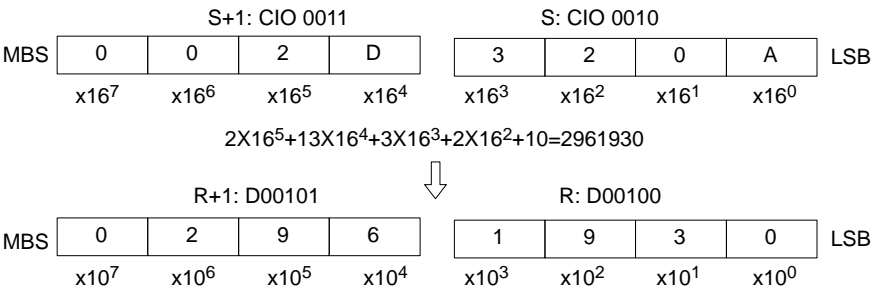 S+1: CIO 0011 S: CIO 0010
MBS 0 0 2 D 3 2 0 A LSB
x16⁷ x16⁶ x16⁵ x16⁴ x16³ x16² x16¹ x16⁰
2X16⁵+13X16⁴+3X16³+2X16²+10=2961930
R+1: D00101 R: D00100
MBS 0 2 9 6 1 9 3 0 LSB
x10⁷ x10⁶ x10⁵ x10⁴ x10³ x10² x10¹ x10⁰